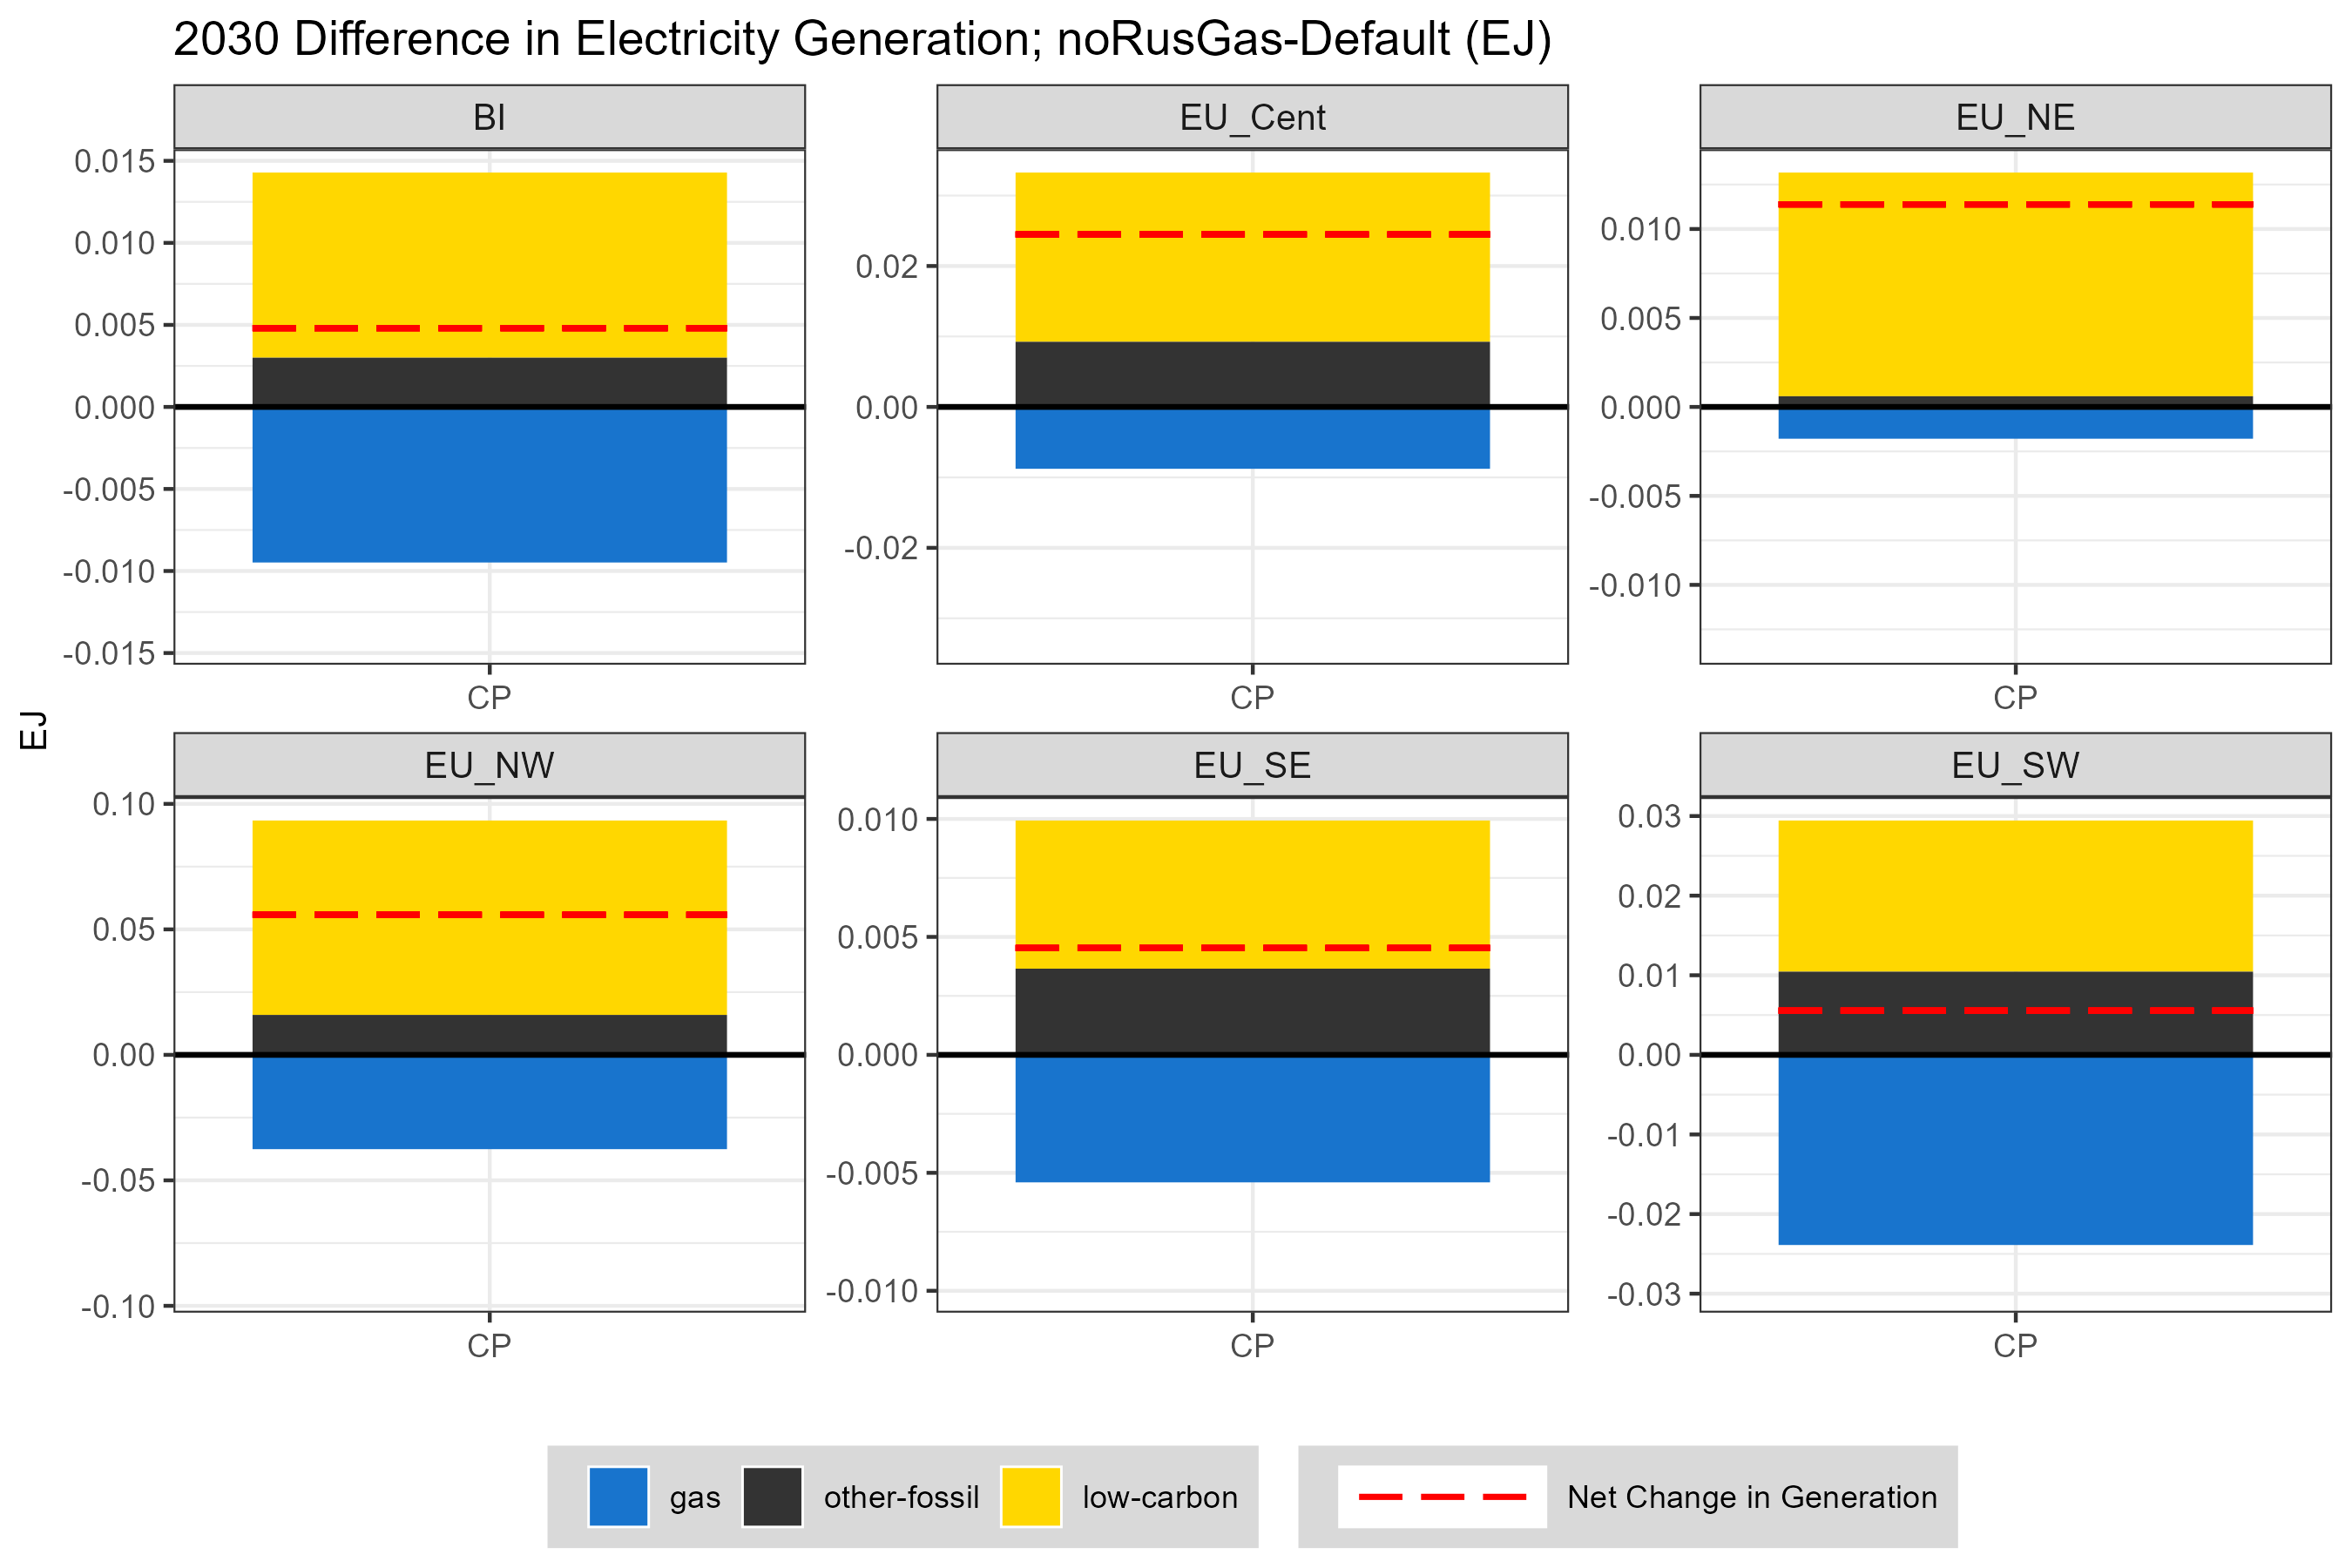 2030 Difference in Electricity Generation; noRusGas-Default (EJ)
BI
EU_Cent
EU_NE
0.015
0.010
0.005
0.000
-0.005
-0.010
-0.015
0.02
0.00
-0.02
0.010
0.005
0.000
-0.005
-0.010
CP
CP
CP
EJ
EU_NW
EU_SE
EU_SW
0.10
0.05
0.00
-0.05
-0.10
0.010
0.005
0.000
-0.005
-0.010
0.03
0.02
0.01
0.00
-0.01
-0.02
-0.03
CP
CP
CP
gas
other-fossil
low-carbon
Net Change in Generation